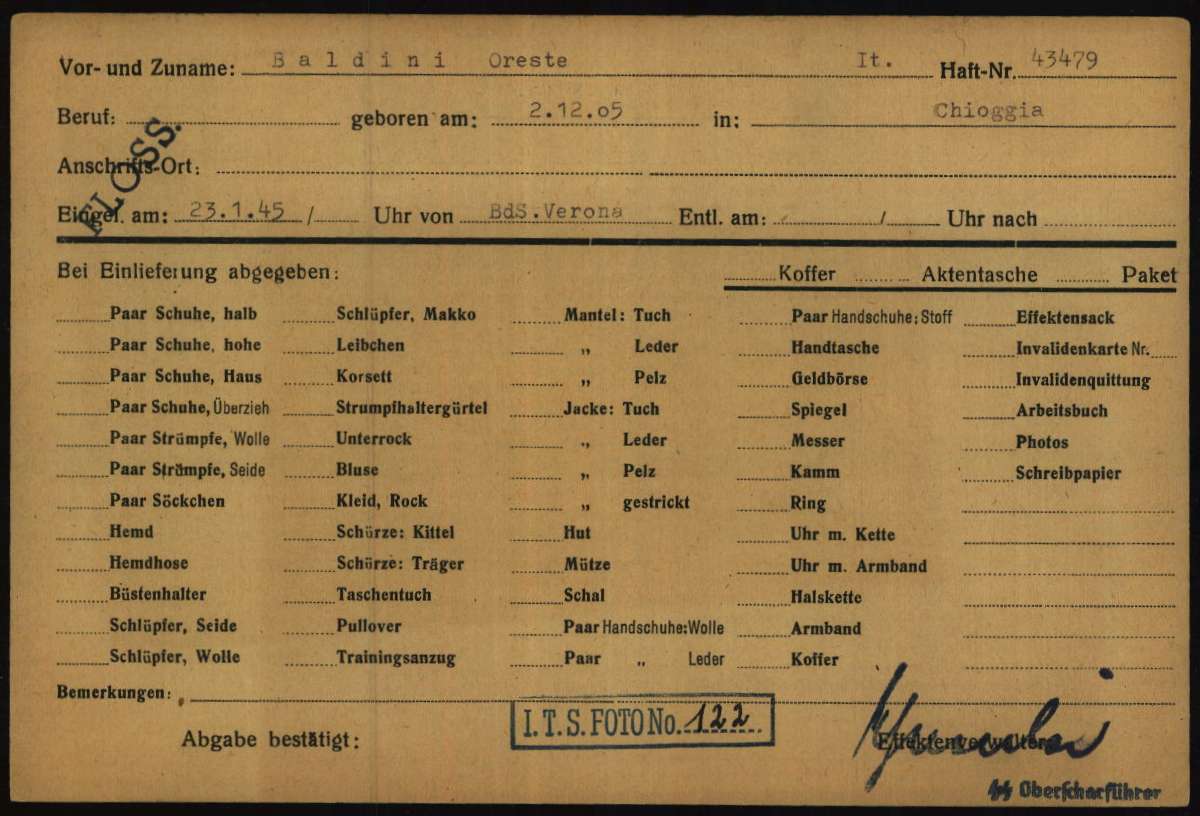 Vor- und Zuname: Baldini Oreste It. Haft-Nr. 43479
Beruf: geboren am: 2.12.05 in: Chioggia
FLOSS.
Anschrifts-Ort:
Eingel. am: 23.1.45 / Uhr von BdS.Verona Entl. am: / Uhr nach
Bei Einlieferung abgegeben: Koffer Aktentasche Paket
Paar Schuhe, halb Schlüpfer, Makko Mantel: Tuch Paar Handschuhe: Stoff Effektensack
Paar Schuhe, hohe Leibchen „ Leder Handtasche Invalidenkarte Nr.
Paar Schuhe, Haus Korsett „ Pelz Geldbörse Invalidenquittung
Paar Schuhe, Überzieh Strumpfhaltergürtel Jacke: Tuch Spiegel Arbeitsbuch
Paar Strümpfe, Wolle Unterrock „ Leder Messer Photos
Paar Strümpfe, Seide Bluse „ Pelz Kamm Schreibpapier
Paar Söckchen Kleid, Rock „ gestrickt Ring
Hemd Schürze: Kittel Hut Uhr m. Kette
Hemdhose Schürze: Träger Mütze Uhr m. Armband
Büstenhalter Taschentuch Schal Halskette
Schlüpfer, Seide Pullover Paar Handschuhe: Wolle Armband
Schlüpfer, Wolle Trainingsanzug Paar „ Leder Koffer
Bemerkungen:
I.T.S. FOTO No. 122
Abgabe bestätigt: Effektenverwalter:
SS Oberscharführer